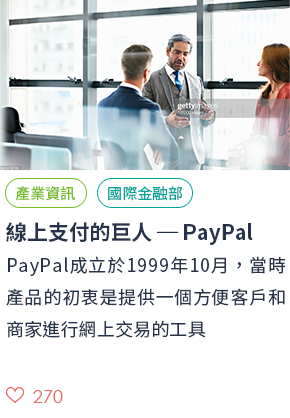 gettyimages
產業資訊
國際金融部
線上支付的巨人 ─ PayPal
PayPal成立於1999年10月，當時
產品的初衷是提供一個方便客戶和
商家進行網上交易的工具
270